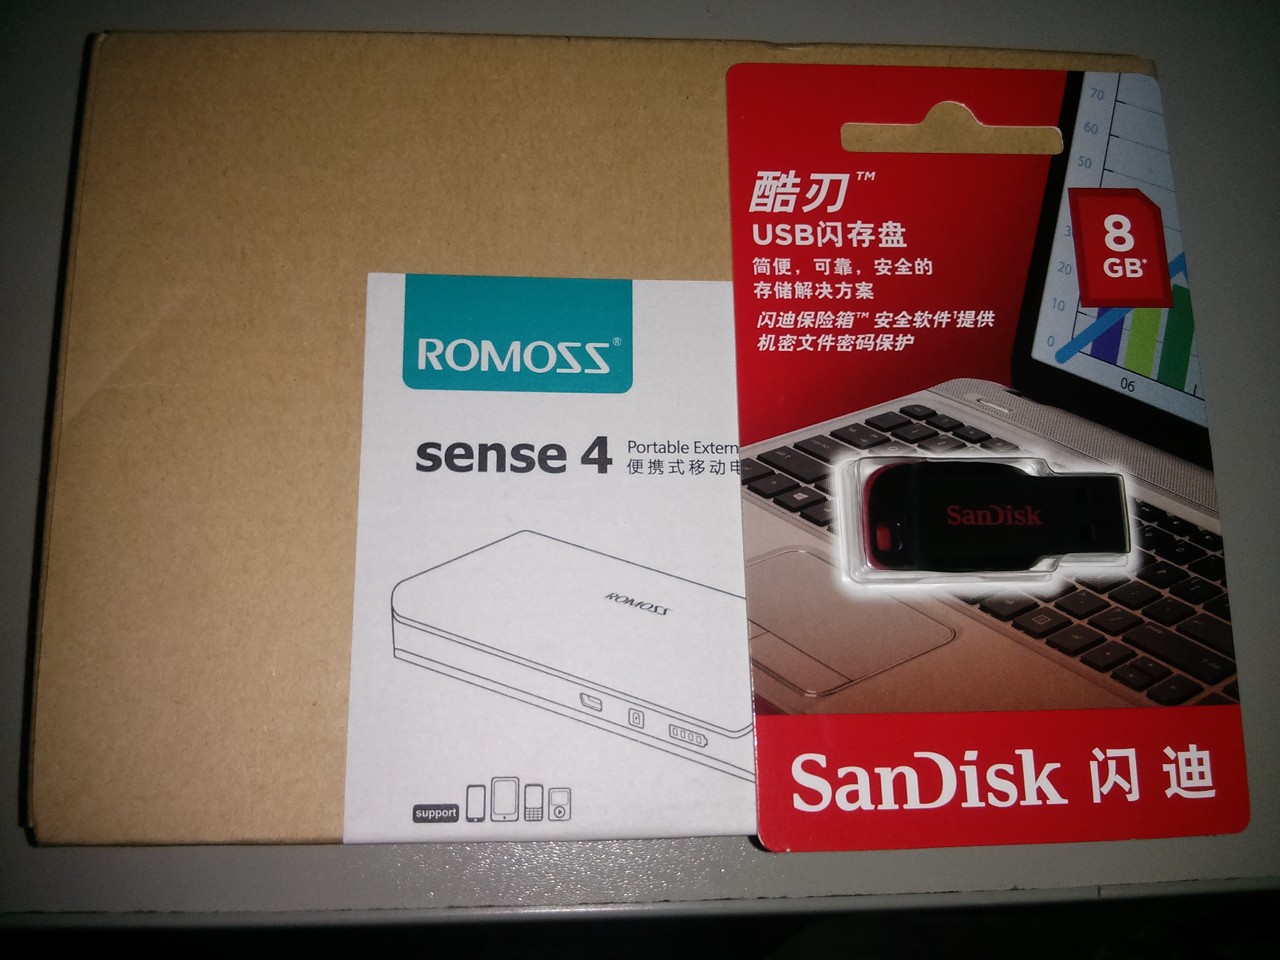 ROMOSS®
sense 4
Portable Extern
便携式移动电
ROMOSS
support
酷刃™
USB闪存盘
简便，可靠，安全的
存储解决方案
闪迪保险箱™ 安全软件¹提供
机密文件密码保护
8
GB*
70
60
50
20
10
0
06
SanDisk
SanDisk 闪迪